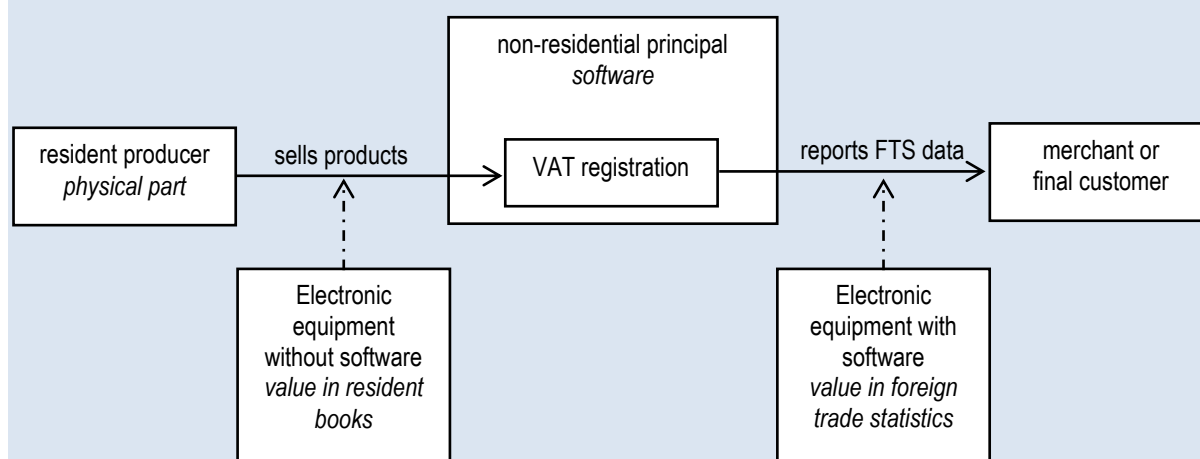 non-residential principal
software
resident producer
physical part
sells products
VAT registration
reports FTS data
merchant or
final customer
Electronic
equipment
without software
value in resident
books
Electronic
equipment with
software
value in foreign
trade statistics